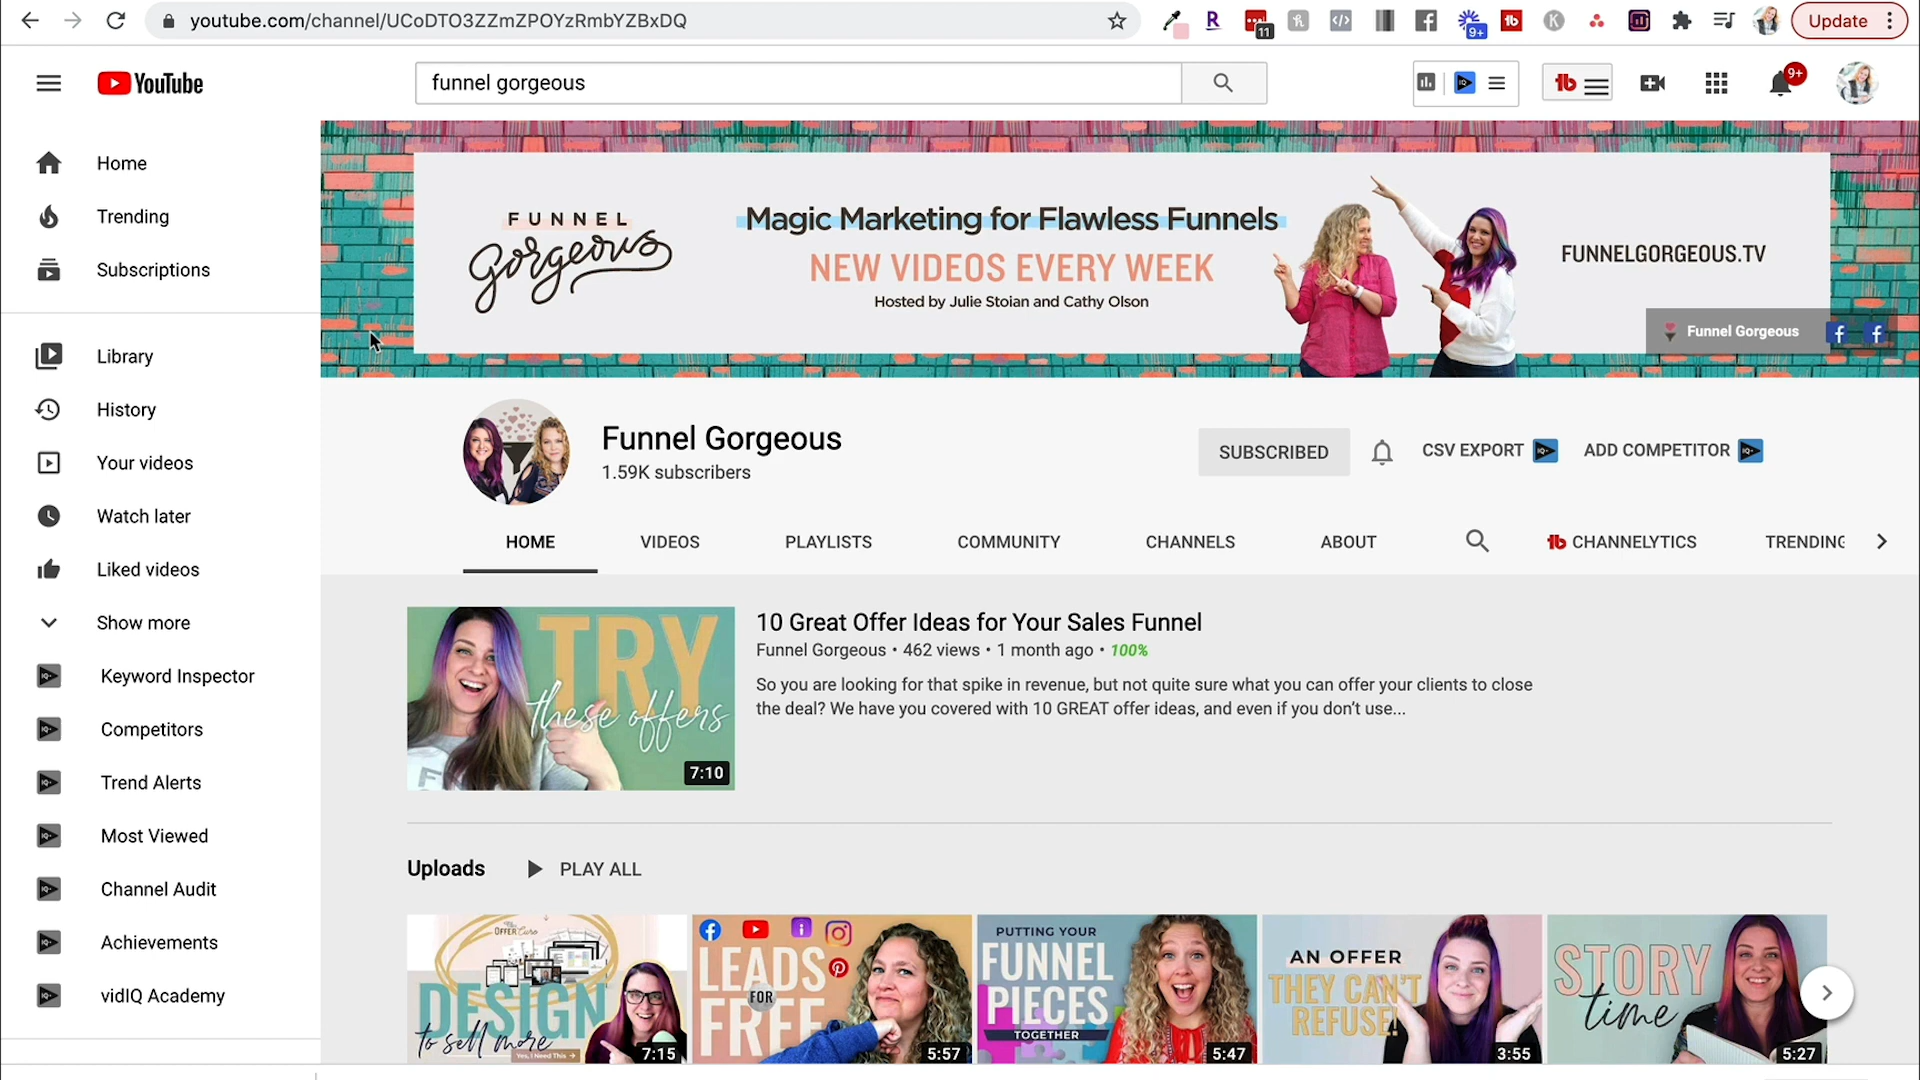 youtube.com/channel/UCoDTO3ZZmZPOYzRmbYZBxDQ
R
11
9+
K
Update
YouTube
funnel gorgeous
9+
Home
Trending
Subscriptions
Library
History
Your videos
Watch later
Liked videos
Show more
Keyword Inspector
Competitors
Trend Alerts
Most Viewed
Channel Audit
Achievements
vidIQ Academy
FUNNEL
gorgeous
Magic Marketing for Flawless Funnels
NEW VIDEOS EVERY WEEK
Hosted by Julie Stoian and Cathy Olson
FUNNELGORGEOUS.TV
Funnel Gorgeous
Funnel Gorgeous
1.59K subscribers
SUBSCRIBED
CSV EXPORT
ADD COMPETITOR
HOME
VIDEOS
PLAYLISTS
COMMUNITY
CHANNELS
ABOUT
CHANNELYTICS
TRENDING
TRY
these offers
7:10
10 Great Offer Ideas for Your Sales Funnel
Funnel Gorgeous • 462 views • 1 month ago • 100%
So you are looking for that spike in revenue, but not quite sure what you can offer your clients to close
the deal? We have you covered with 10 GREAT offer ideas, and even if you don’t use...
Uploads
PLAY ALL
OFFER Cure
DESIGN
to sell more
Yes, I Need This
7:15
LEADS
FOR
FREE
5:57
PUTTING YOUR
FUNNEL
PIECES
TOGETHER
5:47
AN OFFER
THEY CAN'T
REFUSE!
3:55
STORY
time
5:27